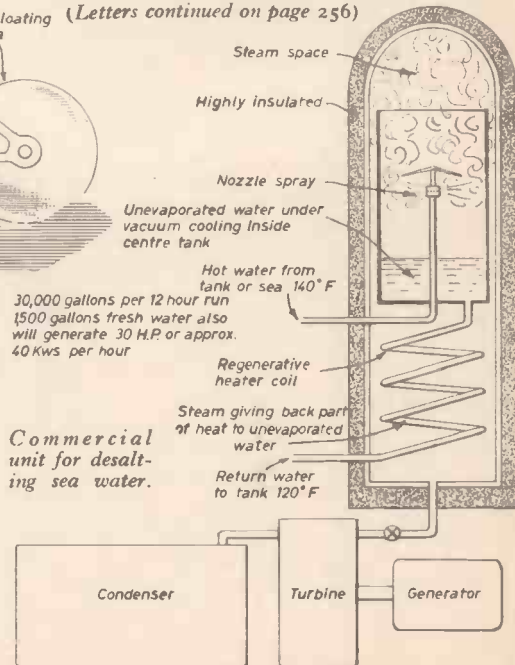 loating
(Letters continued on page 256)
Steam space
Highly insulated
Nozzle spray
Unevaporated water under
vacuum cooling inside
centre tank
Hot water from
tank or sea 140°F
30,000 gallons per 12 hour run
1,500 gallons fresh water also
will generate 30 H.P. or approx.
40 Kws per hour
Regenerative
heater coil
Steam giving back part
of heat to unevaporated
water
Commercial
unit for desalt-
ing sea water.
Return water
to tank 120°F
Condenser
Turbine
Generator